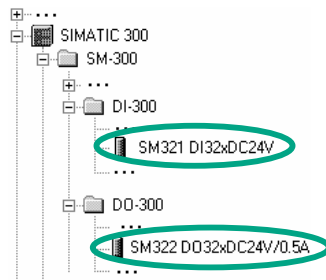 ...
SIMATIC 300
SM-300
...
DI-300
...
SM321 DI32xDC24V
...
DO-300
...
SM322 DO32xDC24V/0.5A
...